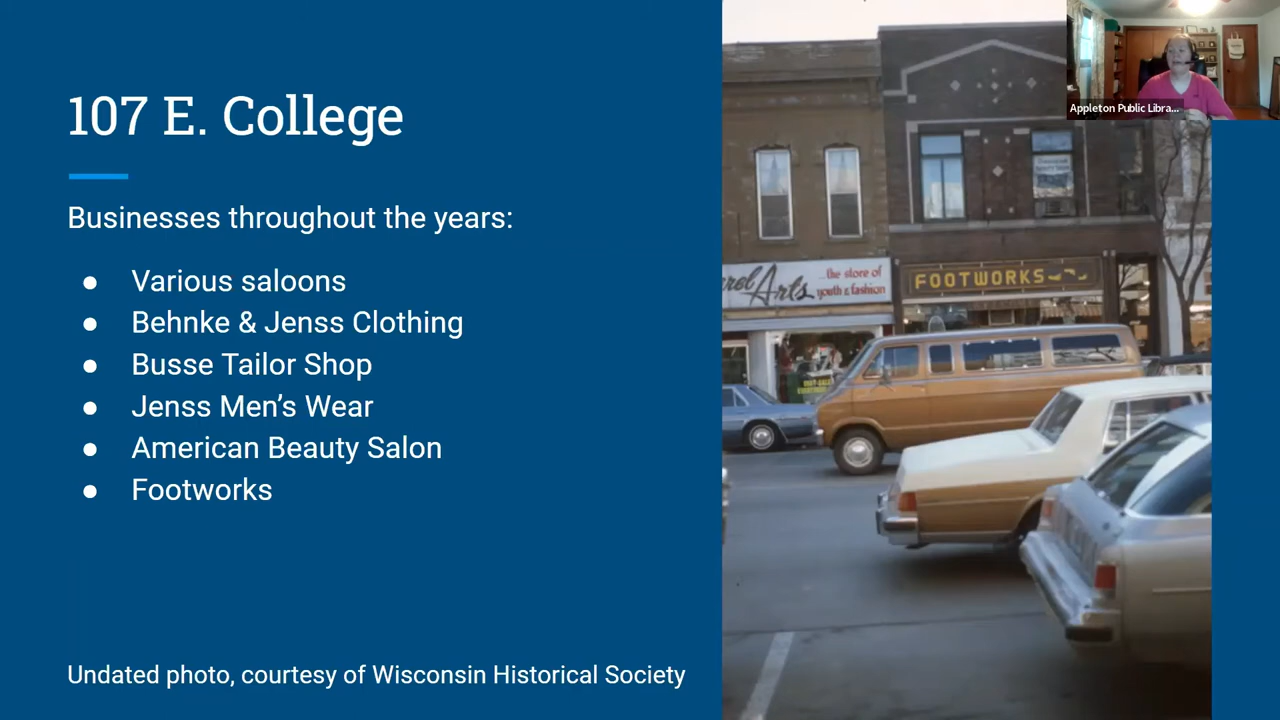 107 E. College
Businesses throughout the years:
● Various saloons
● Behnke & Jenss Clothing
● Busse Tailor Shop
● Jenss Men’s Wear
● American Beauty Salon
● Footworks
Undated photo, courtesy of Wisconsin Historical Society
Arts
...the store of
youth & fashion
FOOTWORKS
Appleton Public Libra...